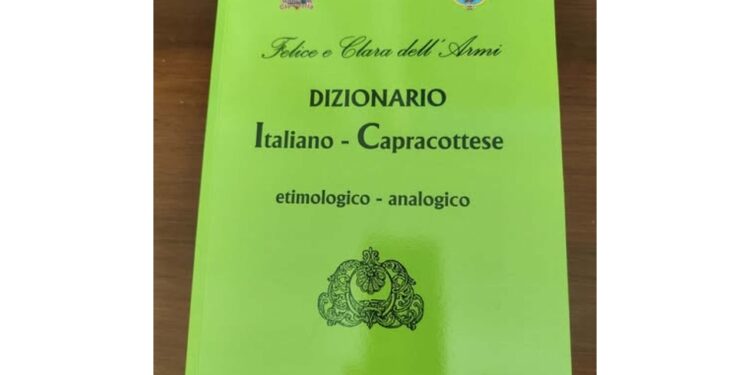 Felice e Clara dell'Armi
DIZIONARIO
Italiano - Capracottese
etimologico - analogico